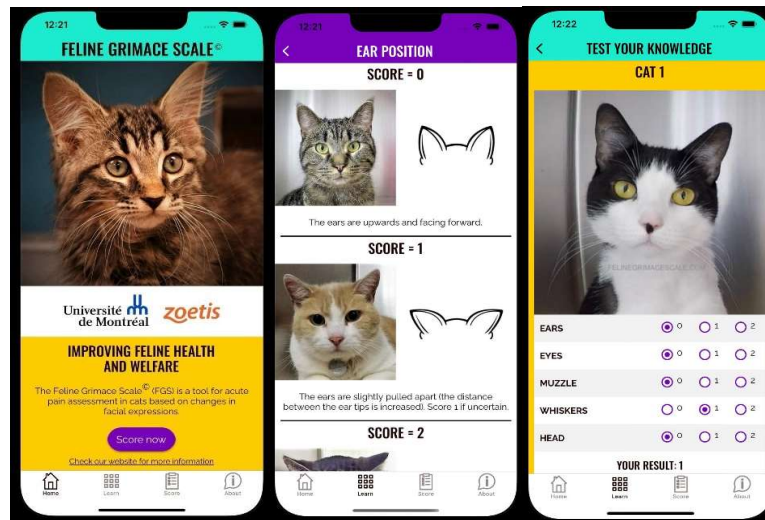 12:21
FELINE GRIMACE SCALE©
Université de Montréal
zoetis
IMPROVING FELINE HEALTH
AND WELFARE
The Feline Grimace Scale© (FGS) is a tool for acute
pain assessment in cats based on changes in
facial expressions.
Score now
Check our website for more information
Home Learn Score About
12:21
EAR POSITION
SCORE = 0
The ears are upwards and facing forward.
SCORE = 1
The ears are slightly pulled apart (the distance
between the ear tips is increased). Score 1 if uncertain.
SCORE = 2
Home Learn Score About
12:22
TEST YOUR KNOWLEDGE
CAT 1
FELINEGRIMACESCALE.COM
EARS 0 1 2
EYES 0 1 2
MUZZLE 0 1 2
WHISKERS 0 1 2
HEAD 0 1 2
YOUR RESULT: 1
Home Learn Score About